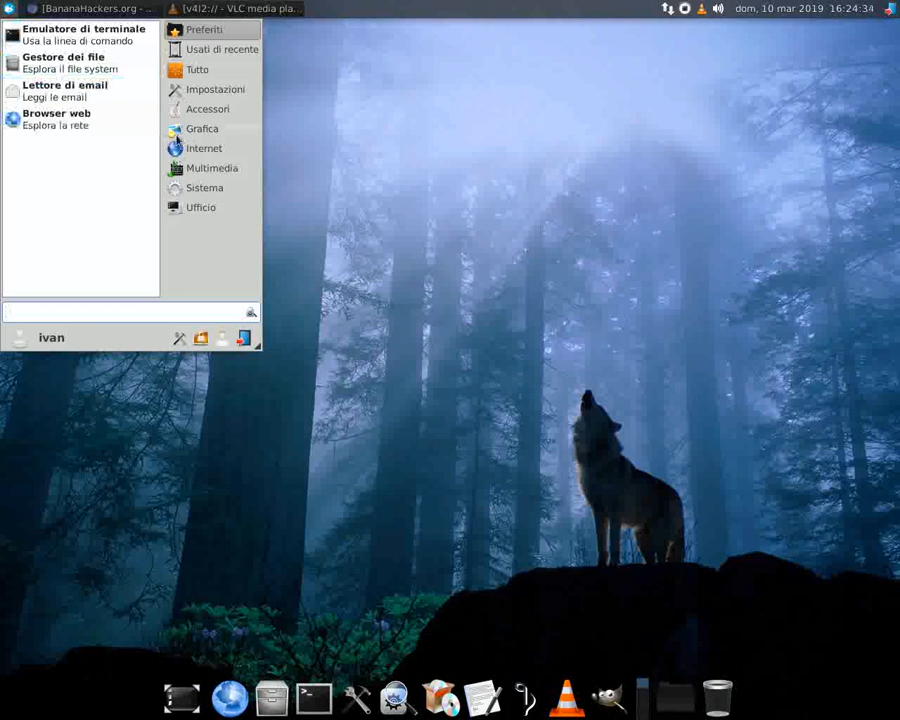 [BananaHackers.org - ...
[v4l2:// - VLC media pla...
dom, 10 mar 2019
16:24:34
Emulatore di terminale
Usa la linea di comando
Gestore dei file
Esplora il file system
Lettore di email
Leggi le email
Browser web
Esplora la rete
Preferiti
Usati di recente
Tutto
Impostazioni
Accessori
Grafica
Internet
Multimedia
Sistema
Ufficio
ivan